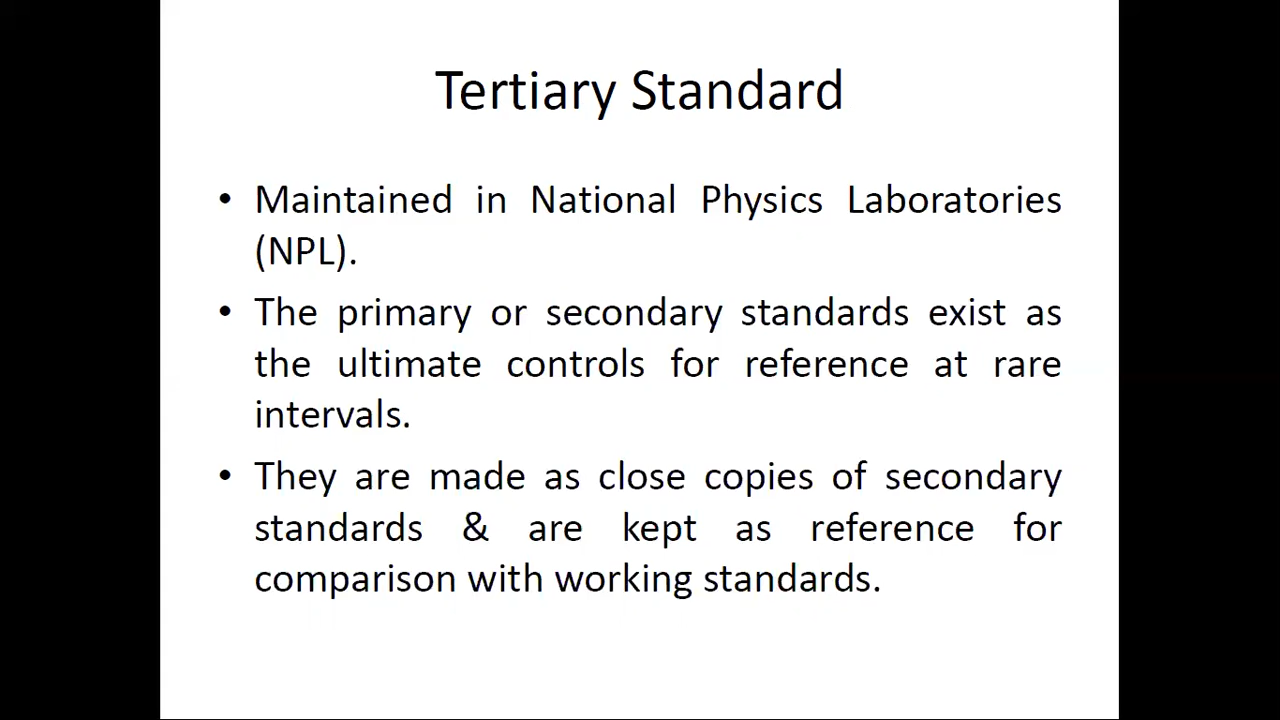 Tertiary Standard
• Maintained in National Physics Laboratories
(NPL).
• The primary or secondary standards exist as
the ultimate controls for reference at rare
intervals.
• They are made as close copies of secondary
standards & are kept as reference for
comparison with working standards.